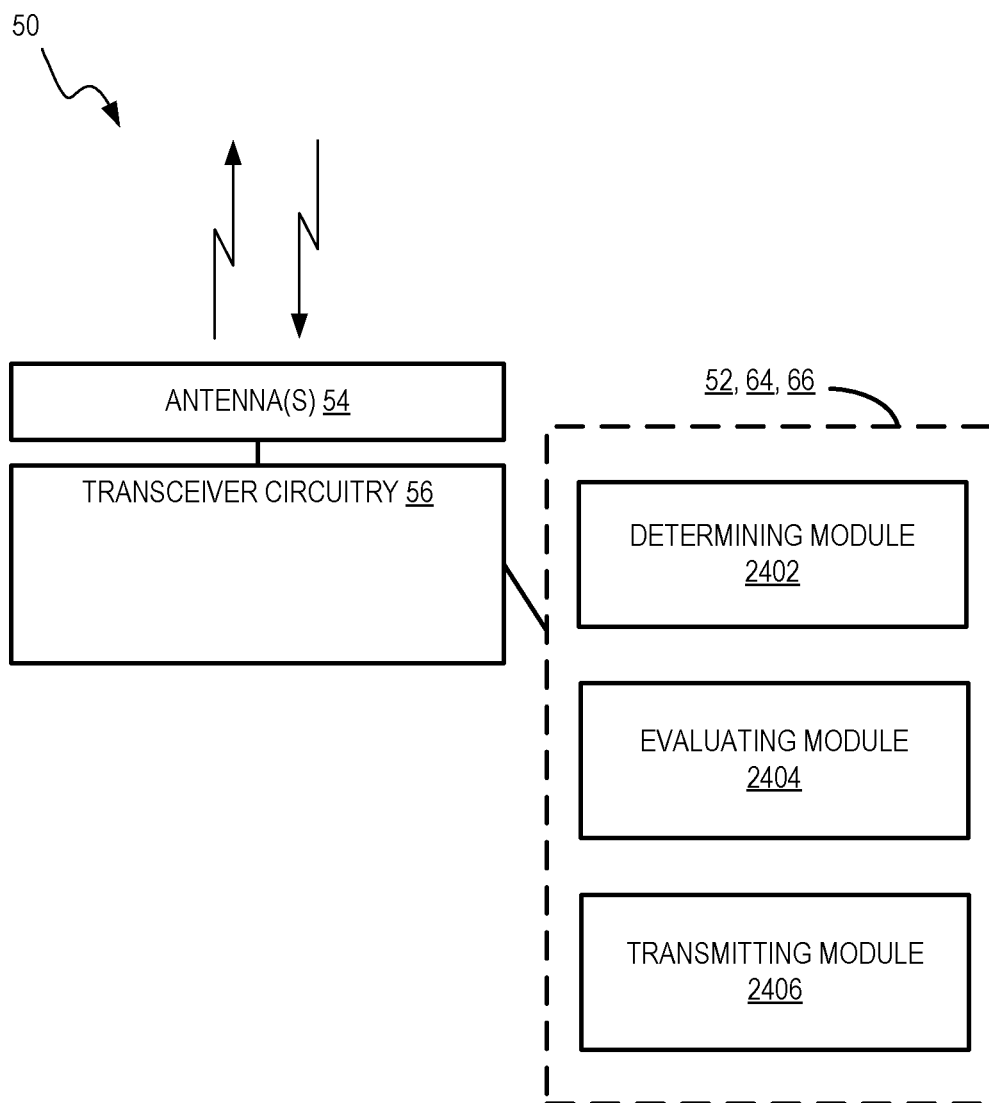 50
ANTENNA(S) 54
52, 64, 66
TRANSCEIVER CIRCUITRY 56
DETERMINING MODULE
2402
EVALUATING MODULE
2404
TRANSMITTING MODULE
2406